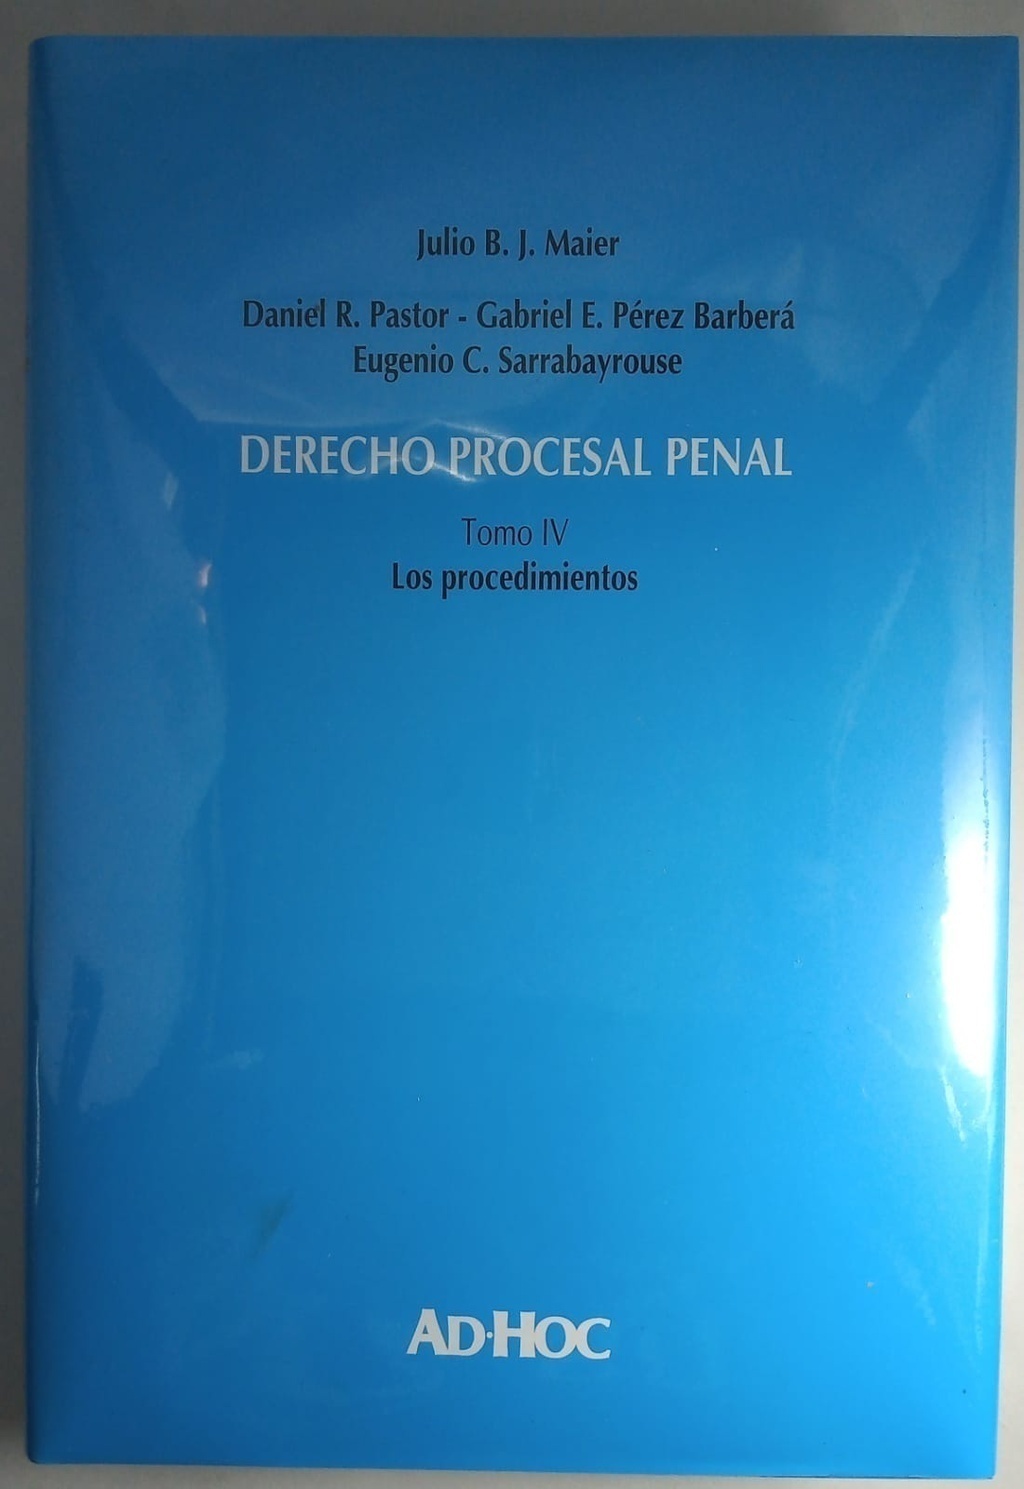 Julio B. J. Maier
Daniel R. Pastor - Gabriel E. Pérez Barberá
Eugenio C. Sarrabayrouse
DERECHO PROCESAL PENAL
Tomo IV
Los procedimientos
AD·HOC